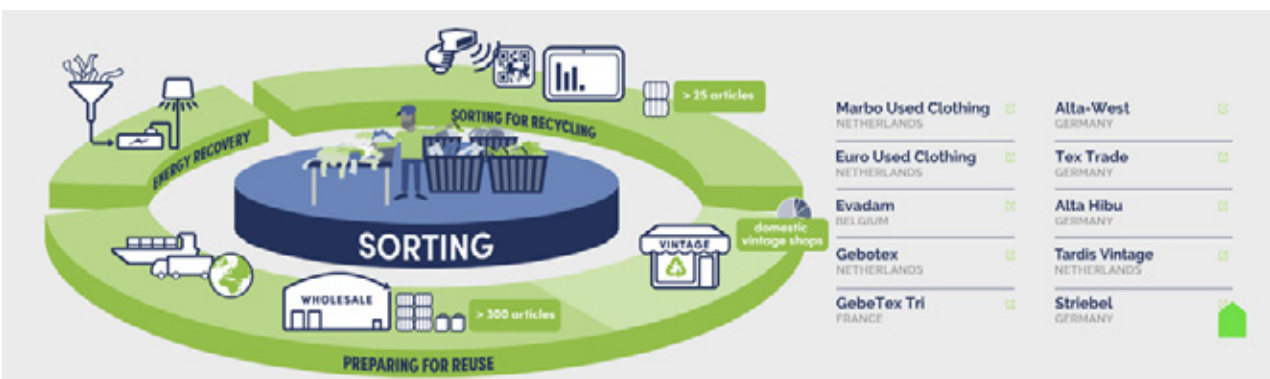 > 25 articles
SORTING FOR RECYCLING
ENERGY RECOVERY
SORTING
VINTAGE
domestic
vintage shops
WHOLESALE
> 300 articles
PREPARING FOR REUSE
Marbo Used Clothing
NETHERLANDS
Euro Used Clothing
NETHERLANDS
Evadam
BELGIUM
Gebotex
NETHERLANDS
GebeTex Tri
FRANCE
Alta-West
GERMANY
Tex Trade
GERMANY
Alta Hibu
GERMANY
Tardis Vintage
NETHERLANDS
Striebel
GERMANY